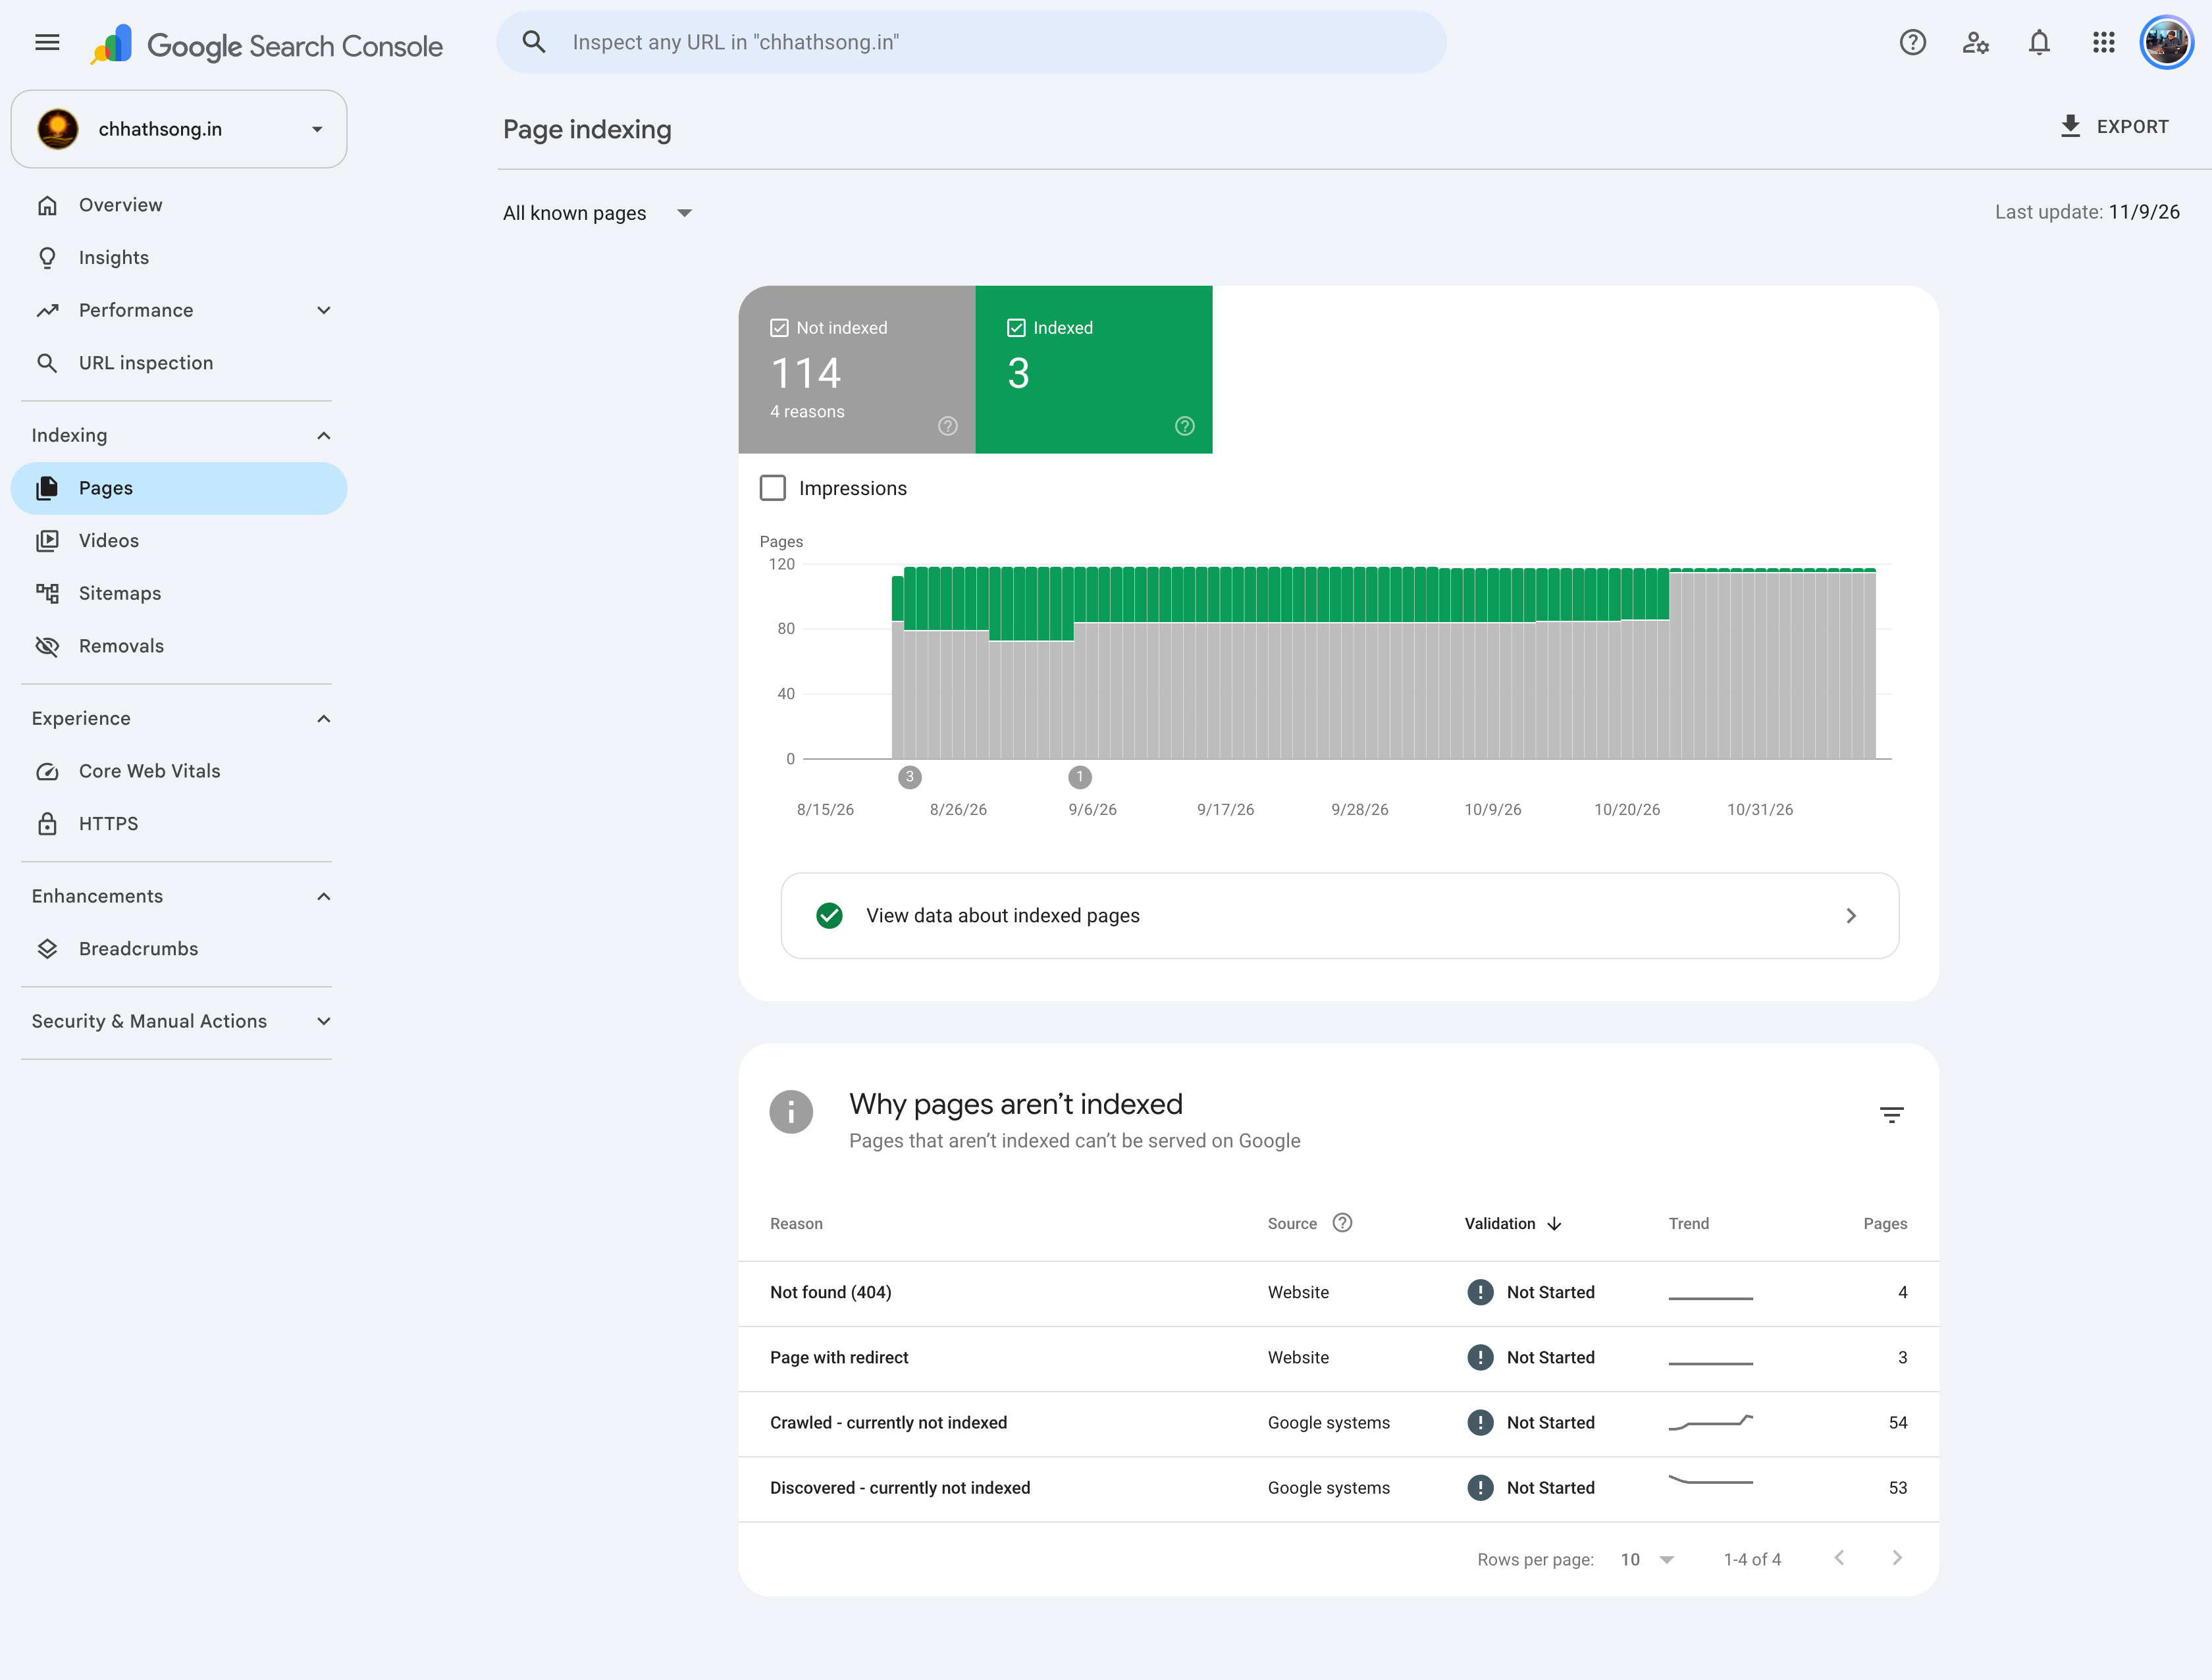 Google Search Console
Inspect any URL in "chhathsong.in"
chhathsong.in
Overview
Insights
Performance
URL inspection
Indexing
Pages
Videos
Sitemaps
Removals
Experience
Core Web Vitals
HTTPS
Enhancements
Breadcrumbs
Security & Manual Actions
Page indexing
EXPORT
All known pages
Last update: 11/9/26
Not indexed
114
4 reasons
Indexed
3
Impressions
Pages
120
80
40
0
3
1
8/15/26 8/26/26 9/6/26 9/17/26 9/28/26 10/9/26 10/20/26 10/31/26
View data about indexed pages
Why pages aren’t indexed
Pages that aren’t indexed can’t be served on Google
Reason Source Validation Trend Pages
Not found (404) Website Not Started 4
Page with redirect Website Not Started 3
Crawled - currently not indexed Google systems Not Started 54
Discovered - currently not indexed Google systems Not Started 53
Rows per page: 10 1-4 of 4